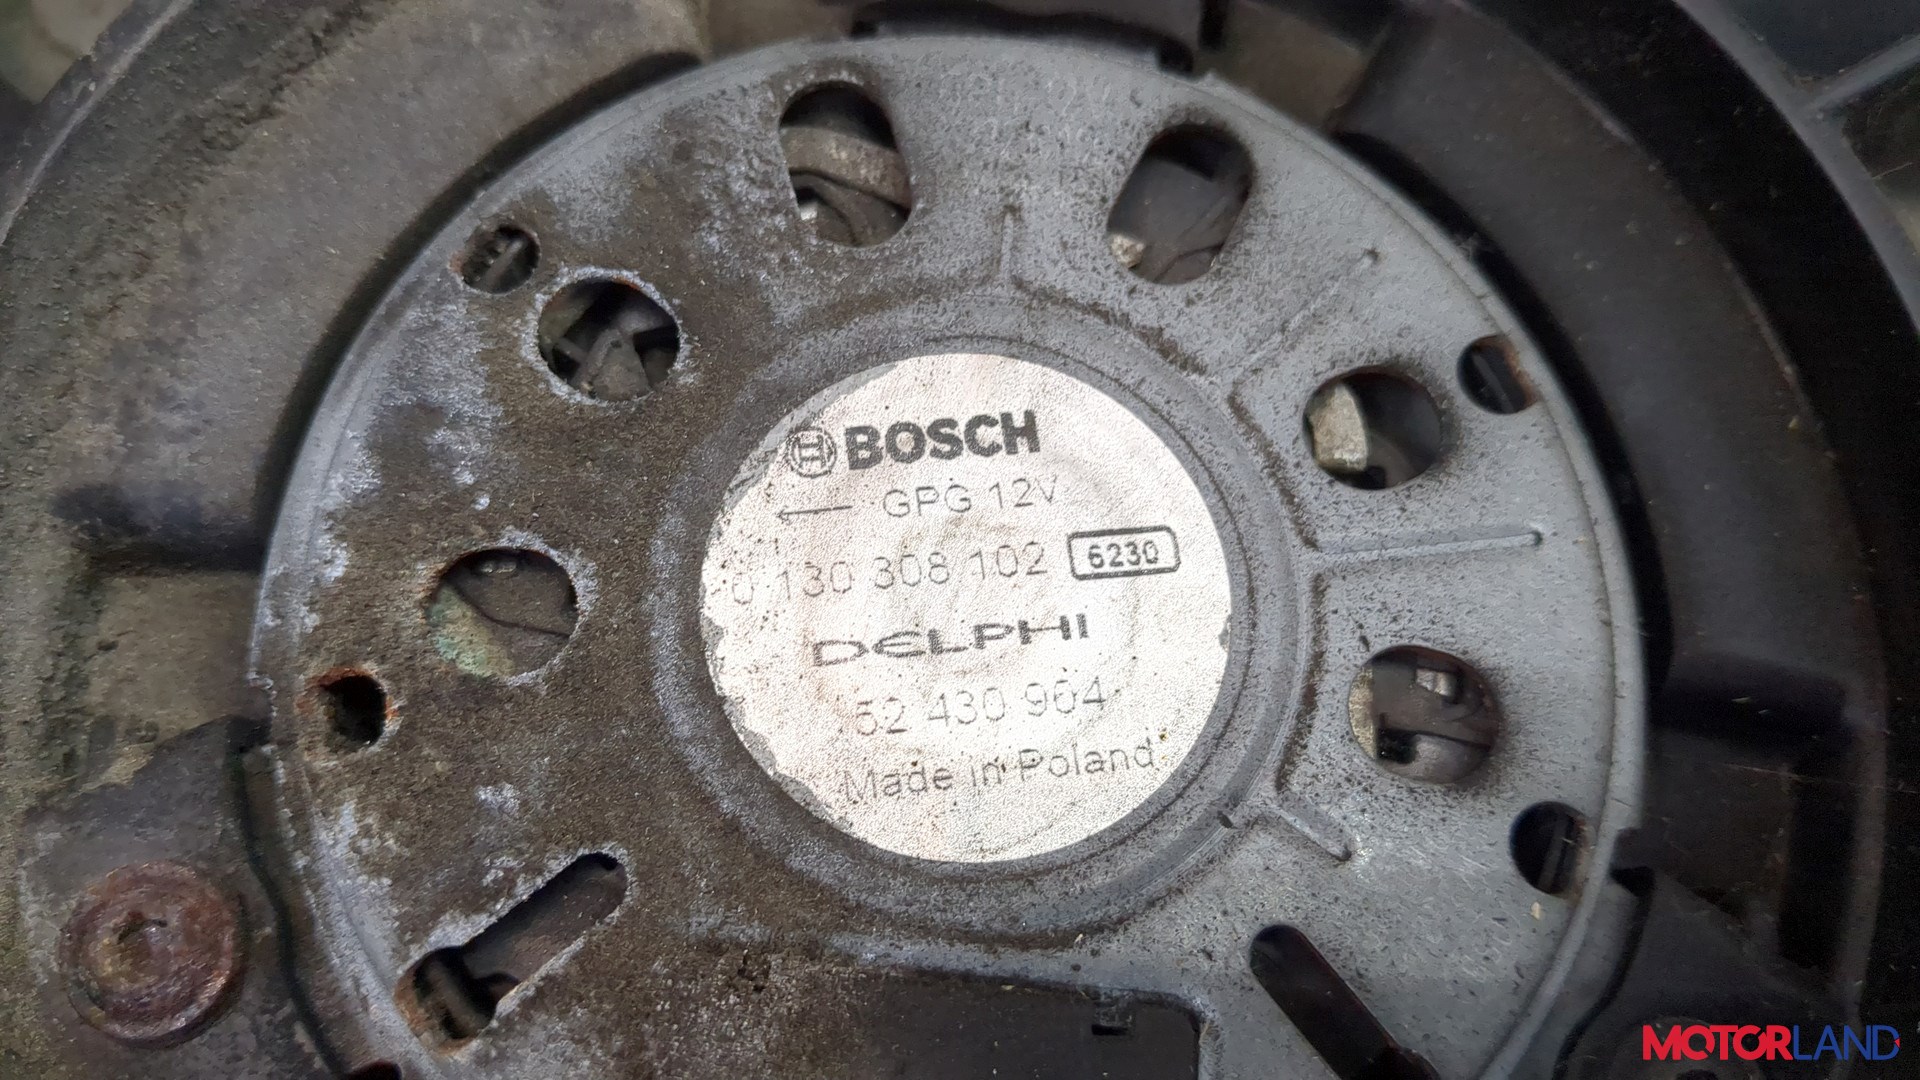 BOSCH
GPG 12V
0 130 308 102 6230
DELPHI
52 430 904
Made in Poland
MOTORLAND